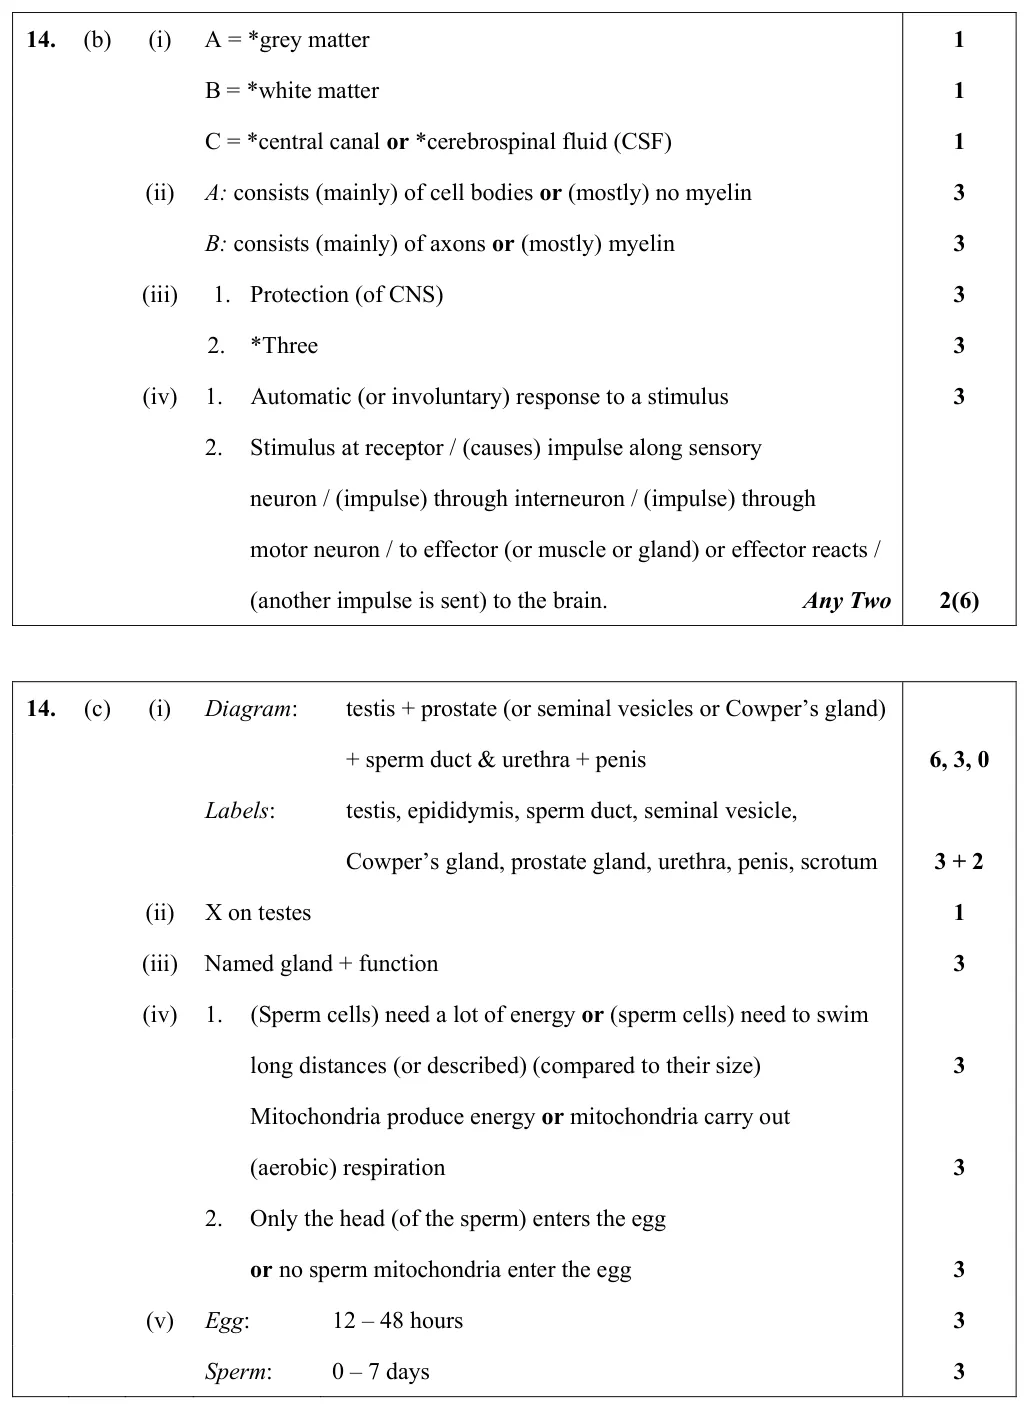 14. (b) (i) A = *grey matter 1
B = *white matter 1
C = *central canal or *cerebrospinal fluid (CSF) 1
(ii) A: consists (mainly) of cell bodies or (mostly) no myelin 3
B: consists (mainly) of axons or (mostly) myelin 3
(iii) 1. Protection (of CNS) 3
2. *Three 3
(iv) 1. Automatic (or involuntary) response to a stimulus 3
2. Stimulus at receptor / (causes) impulse along sensory
neuron / (impulse) through interneuron / (impulse) through
motor neuron / to effector (or muscle or gland) or effector reacts /
(another impulse is sent) to the brain. Any Two 2(6)
14. (c) (i) Diagram: testis + prostate (or seminal vesicles or Cowper’s gland)
+ sperm duct & urethra + penis 6, 3, 0
Labels: testis, epididymis, sperm duct, seminal vesicle,
Cowper’s gland, prostate gland, urethra, penis, scrotum 3 + 2
(ii) X on testes 1
(iii) Named gland + function 3
(iv) 1. (Sperm cells) need a lot of energy or (sperm cells) need to swim
long distances (or described) (compared to their size) 3
Mitochondria produce energy or mitochondria carry out
(aerobic) respiration 3
2. Only the head (of the sperm) enters the egg
or no sperm mitochondria enter the egg 3
(v) Egg: 12 – 48 hours 3
Sperm: 0 – 7 days 3